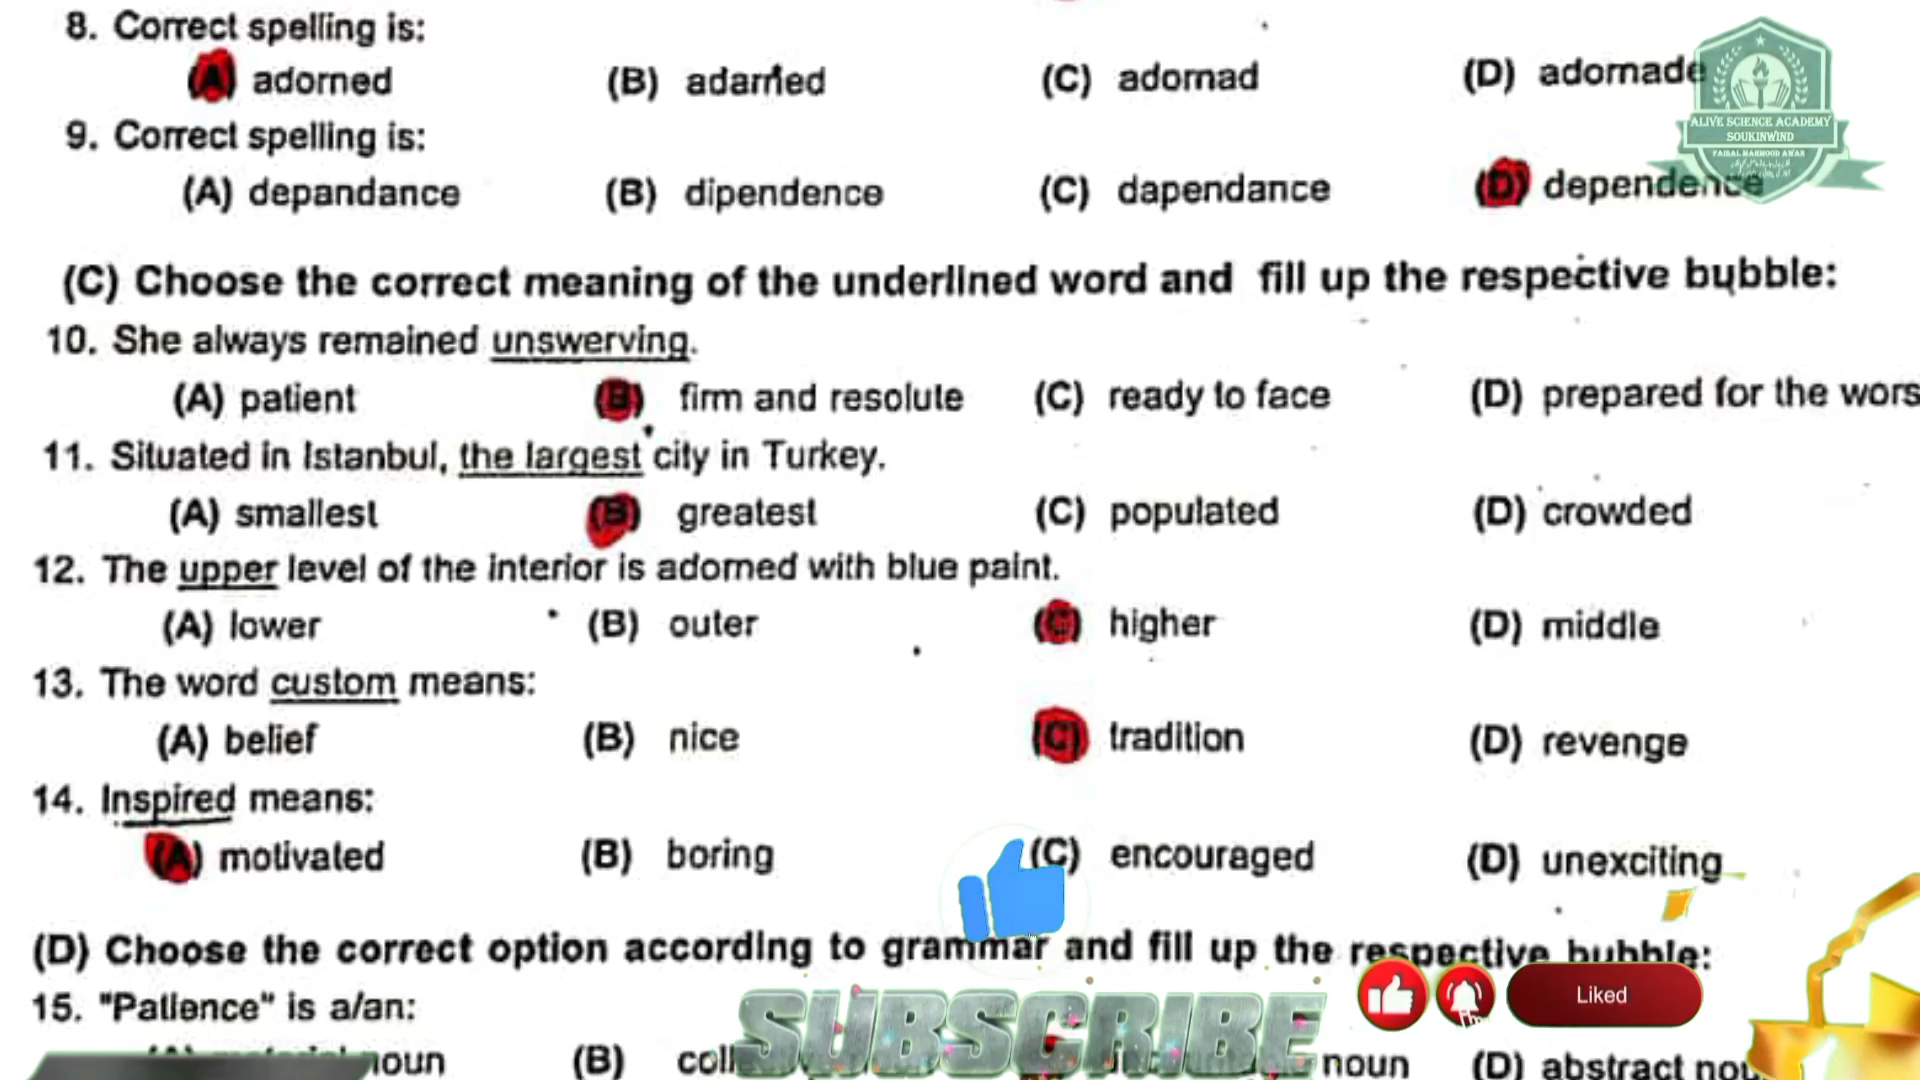 8. Correct spelling is:
(A) adorned (B) adarned (C) adornad (D) adornade
ALIVE SCIENCE ACADEMY
SOUKINWIND
FAISAL MAHMOOD AWAN
9. Correct spelling is:
(A) depandance (B) dipendence (C) dapendance (D) dependence
(C) Choose the correct meaning of the underlined word and fill up the respective bubble:
10. She always remained unswerving.
(A) patient (B) firm and resolute (C) ready to face (D) prepared for the wors
11. Situated in Istanbul, the largest city in Turkey.
(A) smallest (B) greatest (C) populated (D) crowded
12. The upper level of the interior is adorned with blue paint.
(A) lower (B) outer (C) higher (D) middle
13. The word custom means:
(A) belief (B) nice (C) tradition (D) revenge
14. Inspired means:
(A) motivated (B) boring (C) encouraged (D) unexciting
(D) Choose the correct option according to grammar and fill up the respective bubble:
15. "Patience" is a/an:
(A) material noun (B) coll noun (D) abstract nou
SUBSCRIBE
Liked